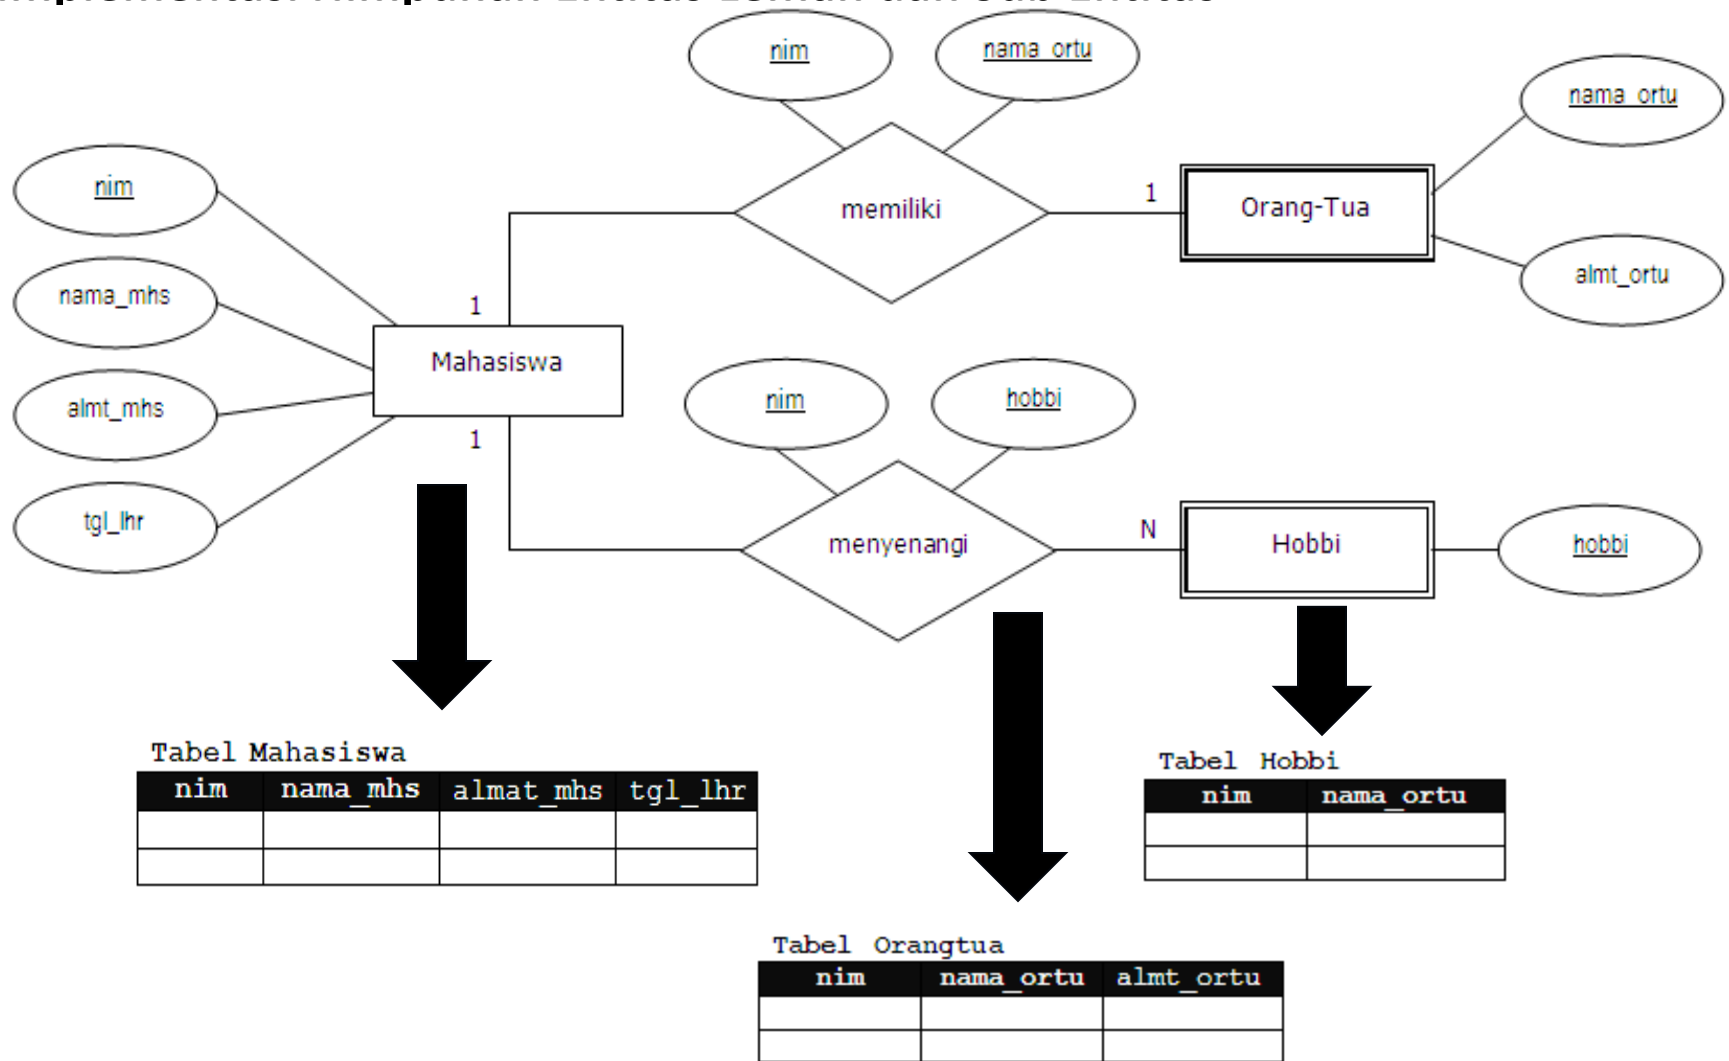 nim
nama_ortu
nama_ortu
nim
memiliki
1
Orang-Tua
nama_mhs
almt_ortu
1
Mahasiswa
nim
hobbi
almt_mhs
1
tgl_lhr
menyenangi
N
Hobbi
hobbi
Tabel Mahasiswa
nim nama_mhs almat_mhs tgl_lhr
Tabel Hobbi
nim nama_ortu
Tabel Orangtua
nim nama_ortu almt_ortu